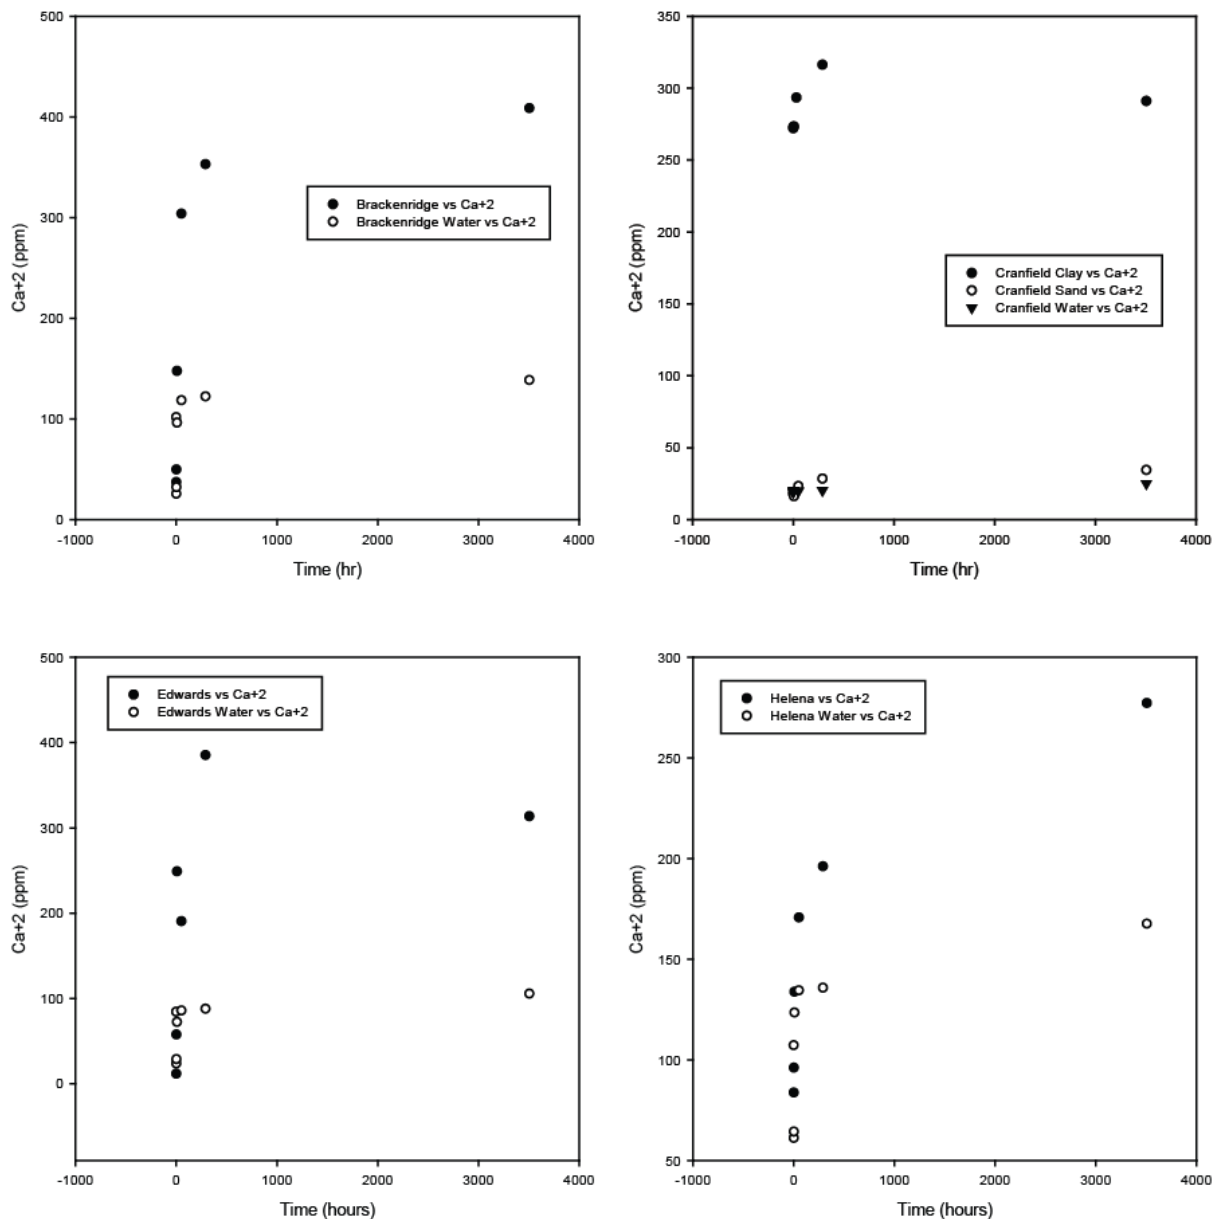 500
400
300
200
100
0
Ca+2 (ppm)
Brackenridge vs Ca+2
Brackenridge Water vs Ca+2
-1000 0 1000 2000 3000 4000
Time (hr)
350
300
250
200
150
100
50
0
Ca+2 (ppm)
Cranfield Clay vs Ca+2
Cranfield Sand vs Ca+2
Cranfield Water vs Ca+2
-1000 0 1000 2000 3000 4000
Time (hr)
500
400
300
200
100
0
Ca+2 (ppm)
Edwards vs Ca+2
Edwards Water vs Ca+2
-1000 0 1000 2000 3000 4000
Time (hours)
300
250
200
150
100
50
Ca+2 (ppm)
Helena vs Ca+2
Helena Water vs Ca+2
-1000 0 1000 2000 3000 4000
Time (hours)